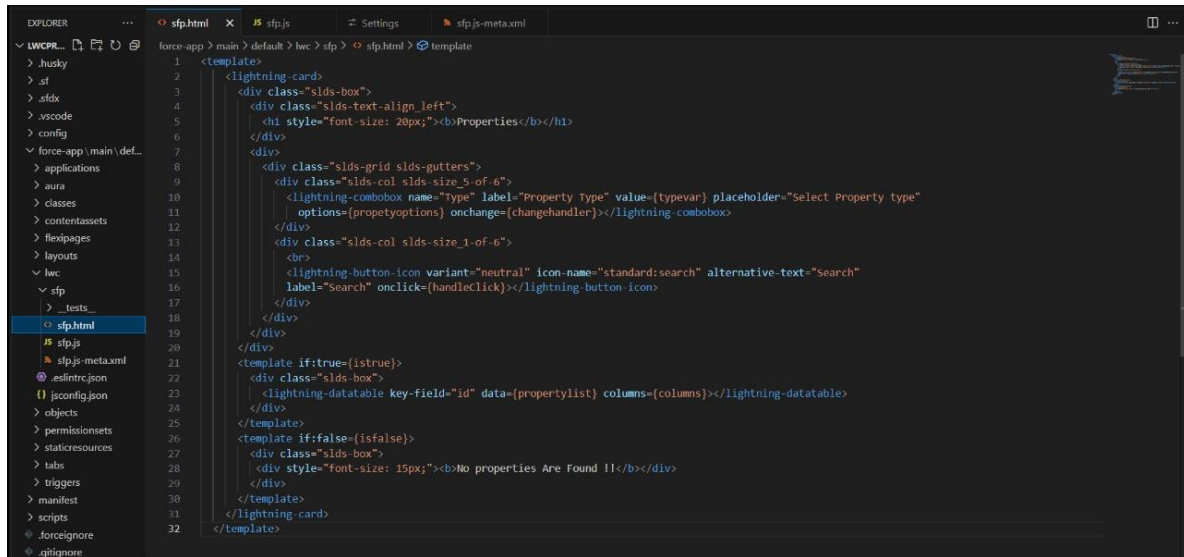 EXPLORER ...
sfp.html X JS sfp.js Settings sfp.js-meta.xml ...
LWCPR...
force-app > main > default > lwc > sfp > sfp.html > template
> .husky
> .sf
> .sfdx
> .vscode
> config
force-app\main\def...
> applications
> aura
> classes
> contentassets
> flexipages
> layouts
lwc
sfp
> __tests__
sfp.html
JS sfp.js
sfp.js-meta.xml
.eslintrc.json
{} jsconfig.json
> objects
> permissionsets
> staticresources
> tabs
> triggers
> manifest
> scripts
.forceignore
.gitignore
1 <template>
2 <lightning-card>
3 <div class="slds-box">
4 <div class="slds-text-align_left">
5 <h1 style="font-size: 20px;"><b>Properties</b></h1>
6 </div>
7 <div>
8 <div class="slds-grid slds-gutters">
9 <div class="slds-col slds-size_5-of-6">
10 <lightning-combobox name="Type" label="Property Type" value={typevar} placeholder="Select Property type"
11 options={propetyoptions} onchange={changehandler}></lightning-combobox>
12 </div>
13 <div class="slds-col slds-size_1-of-6">
14 <br>
15 <lightning-button-icon variant="neutral" icon-name="standard:search" alternative-text="Search"
16 label="Search" onclick={handleClick}></lightning-button-icon>
17 </div>
18 </div>
19 </div>
20 </div>
21 <template if:true={istrue}>
22 <div class="slds-box">
23 <lightning-datatable key-field="id" data={propertylist} columns={columns}></lightning-datatable>
24 </div>
25 </template>
26 <template if:false={isfalse}>
27 <div class="slds-box">
28 <div style="font-size: 15px;"><b>No properties Are Found !!</b></div>
29 </div>
30 </template>
31 </lightning-card>
32 </template>